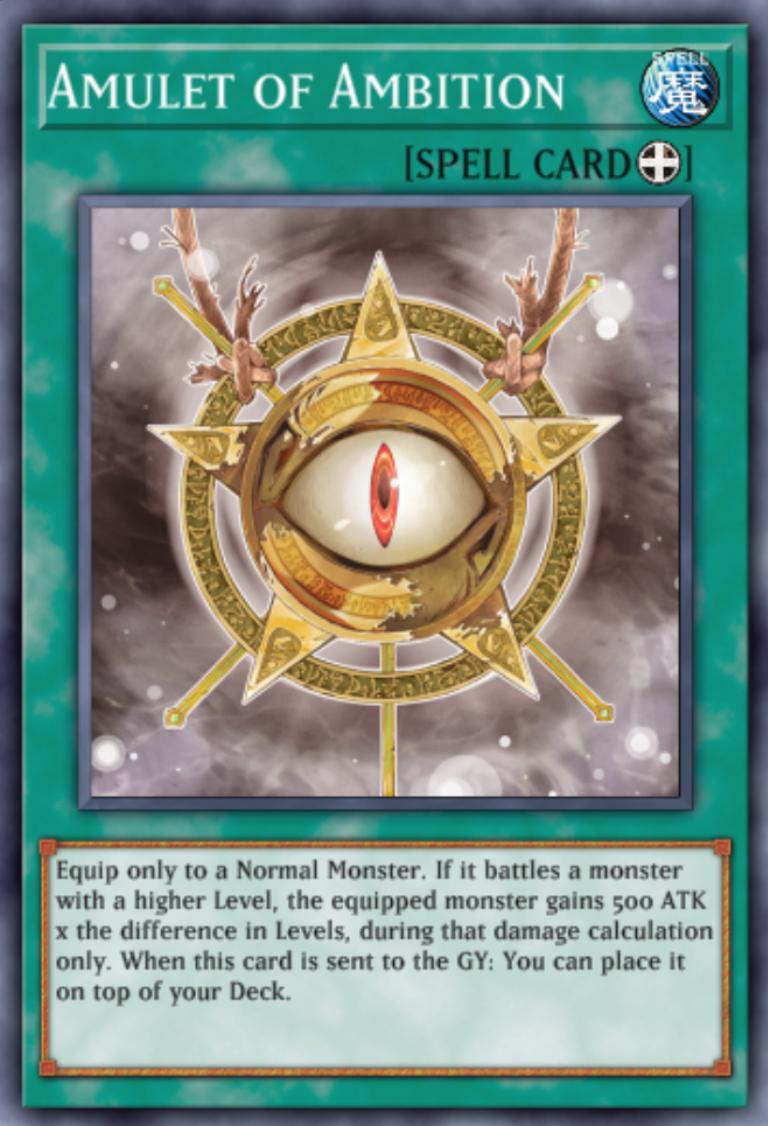 AMULET OF AMBITION
SPELL
魔
[SPELL CARD]
Equip only to a Normal Monster. If it battles a monster
with a higher Level, the equipped monster gains 500 ATK
x the difference in Levels, during that damage calculation
only. When this card is sent to the GY: You can place it
on top of your Deck.